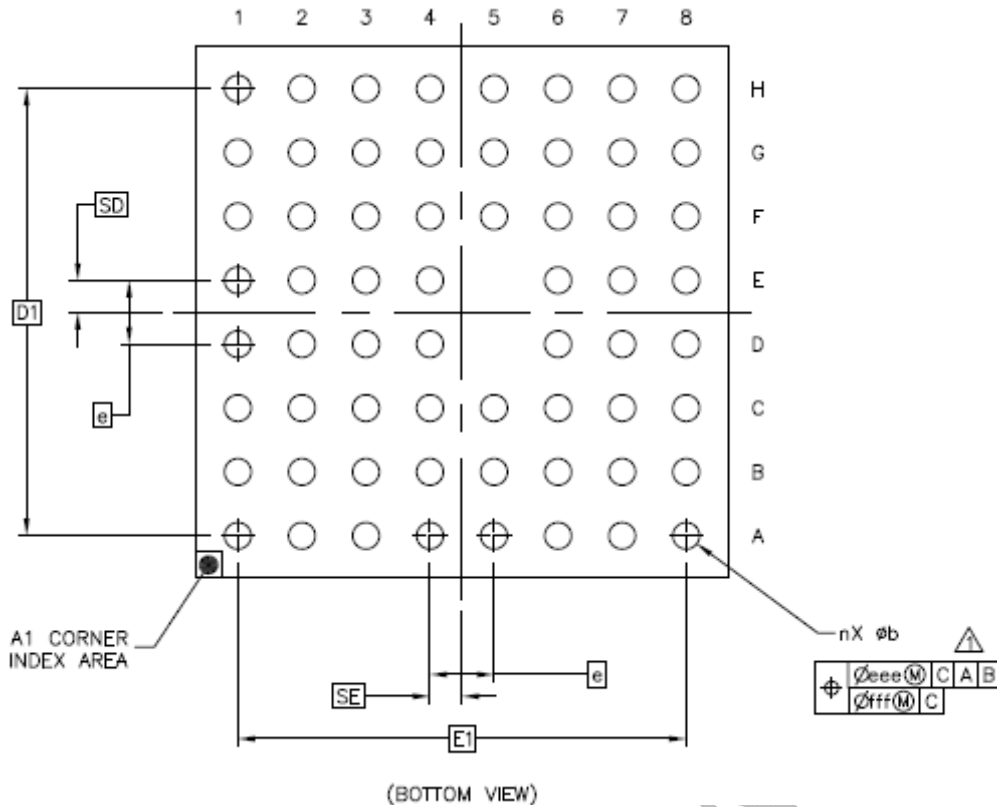 1 2 3 4 5 6 7 8
H
G
F
SD
E
D1
D
e
C
B
A
A1 CORNER
INDEX AREA
nX øb
1
e
SE
Øeee Ⓜ C A B
Øfff Ⓜ C
E1
(BOTTOM VIEW)